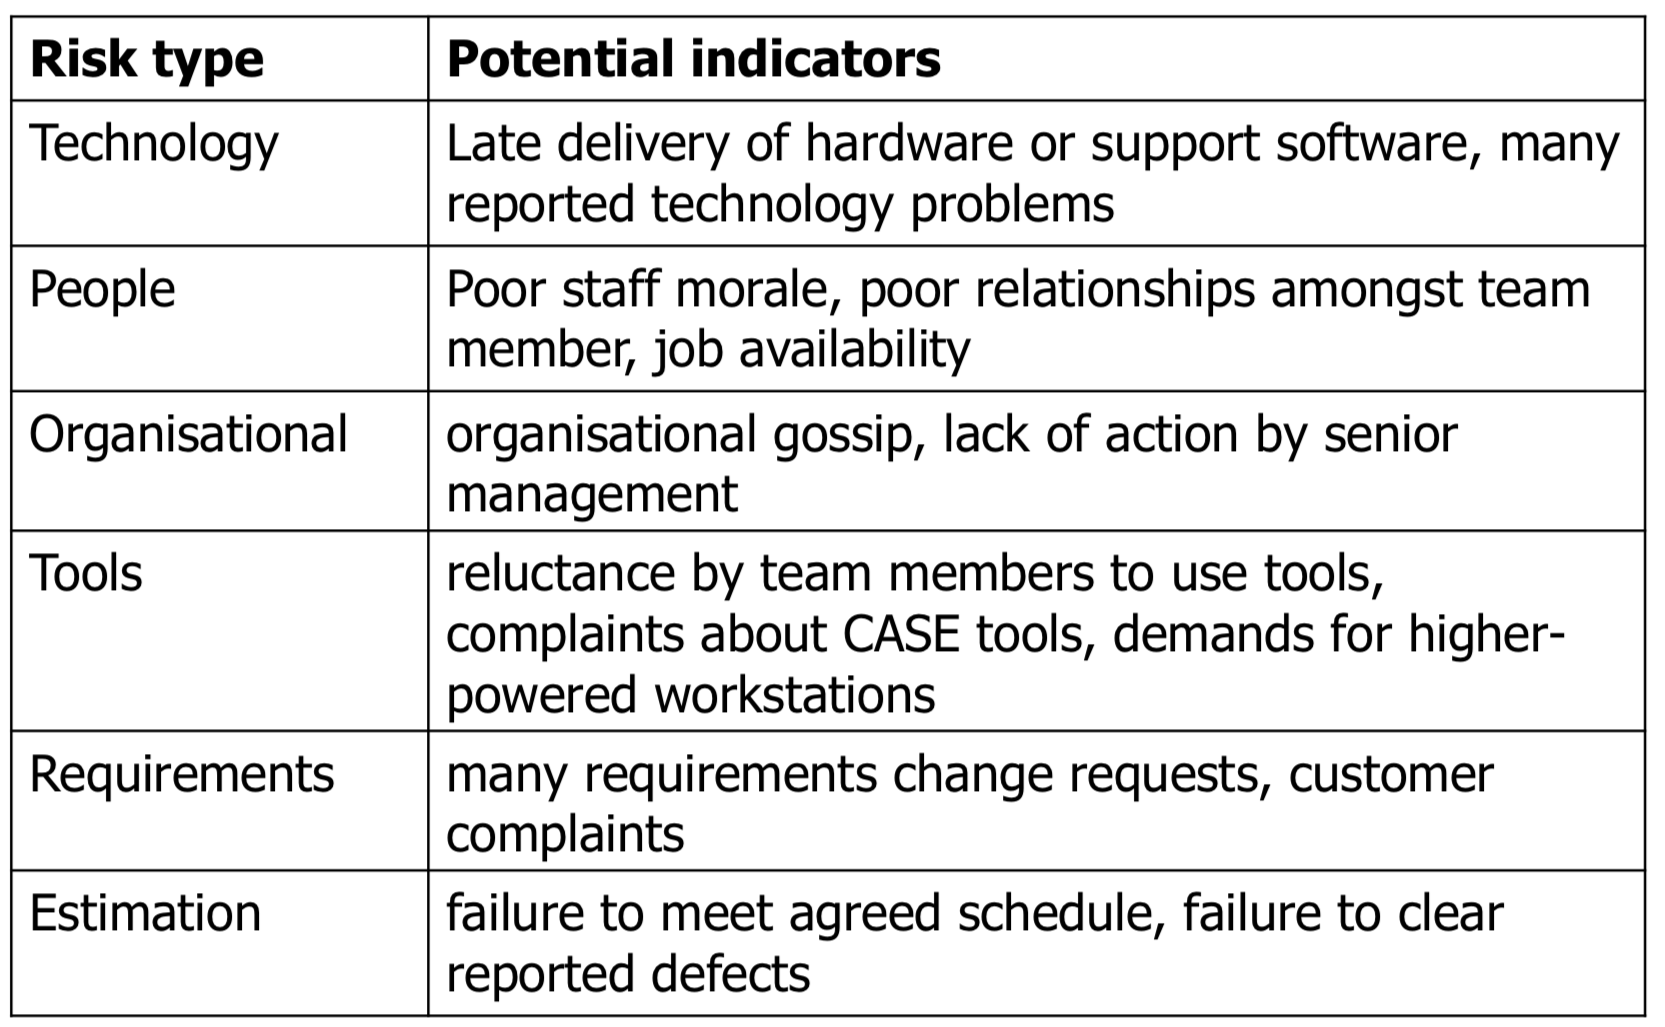 Risk type Potential indicators
Technology Late delivery of hardware or support software, many
reported technology problems
People Poor staff morale, poor relationships amongst team
member, job availability
Organisational organisational gossip, lack of action by senior
management
Tools reluctance by team members to use tools,
complaints about CASE tools, demands for higher-
powered workstations
Requirements many requirements change requests, customer
complaints
Estimation failure to meet agreed schedule, failure to clear
reported defects